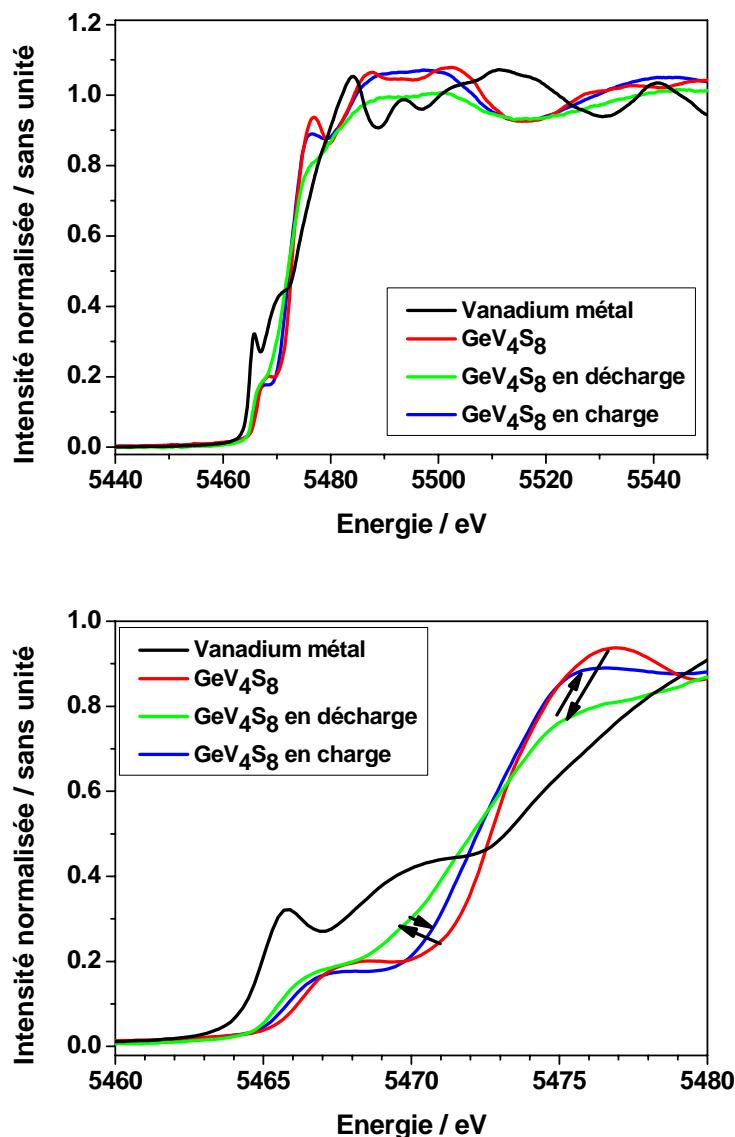 Intensité normalisée / sans unité
1.2
1.0
0.8
0.6
0.4
0.2
0.0
Vanadium métal
GeV4S8
GeV4S8 en décharge
GeV4S8 en charge
5440 5460 5480 5500 5520 5540
Energie / eV
Intensité normalisée / sans unité
1.0
0.8
0.6
0.4
0.2
0.0
Vanadium métal
GeV4S8
GeV4S8 en décharge
GeV4S8 en charge
5460 5465 5470 5475 5480
Energie / eV